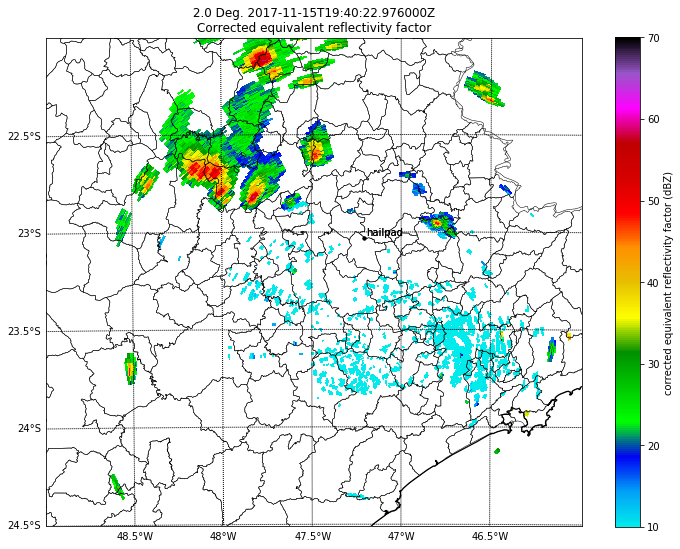 2.0 Deg. 2017-11-15T19:40:22.976000Z
Corrected equivalent reflectivity factor
22.5°S
23°S
23.5°S
24°S
24.5°S
48.5°W
48°W
47.5°W
47°W
46.5°W
hailpad
70
60
50
40
30
20
10
corrected equivalent reflectivity factor (dBZ)